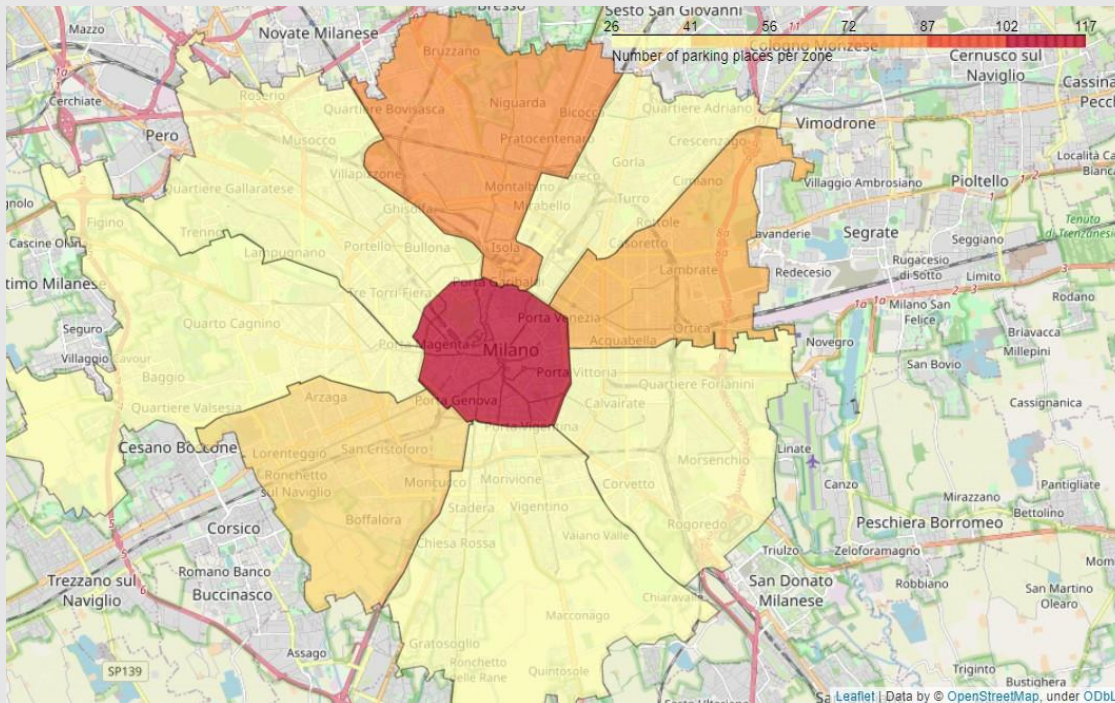 Bresso
Sesto San Giovanni
26 41 56 72 87 102 117
Number of parking places per zone
Mazzo
Novate Milanese
Bruzzano
Cologno Monzese
Cernusco sul
Naviglio
Cassina
Cerchiate
Roserio
Quartiere Bovisasca
Niguarda
Bicocca
Quartiere Adriano
Pero
Musocco
Pratocentenaro
Crescenzago
Vimodrone
Gorla
Villapizzone
Quartiere Gallaratese
Montalbino
Cimiano
Villaggio Ambrosiano
Pioltello
Ghisolfa
Mirabello
Turro
Figino
Trenno
Rottole
Segrate
Seggiano
Cascine Olon
Lampugnano
Portello
Bullona
Isola
Casoretto
Lavanderie
timo Milanese
Lambrate
Redecesio
Rugacesio
di Sotto
Limito
Tenuta
di Trenzanesio
Tre Torri-Fiera
Porta Garibaldi
Rodano
Milano San
Felice
Quarto Cagnino
Porta Venezia
Ortica
Seguro
Novegro
Briavacca
Millepini
Porta Magenta
Milano
Acquabella
Villaggio Cavour
San Bovio
Baggio
Porta Vittoria
Quartiere Forlanini
Arzaga
Porta Genova
Calvairate
Cassignanica
Quartiere Valsesia
Porta Vigentina
Cesano Boscone
San Cristoforo
Linate
Lorenteggio
Morsenchio
Ronchetto
sul Naviglio
Moncucco
Morivione
Corvetto
Canzo
Pantigliate
Mirazzano
Bettolino
Stadera
Vigentino
Boffalora
Rogoredo
Peschiera Borromeo
Corsico
Chiesa Rossa
Vaiano Valle
Triulzo
Zeloforamagno
Romano Banco
Trezzano sul
Naviglio
Buccinasco
San Donato
Milanese
Robbiano
San Martino
Olearo
Chiaravalle
Macconago
Assago
Gratosoglio
SP139
Ronchetto
delle Rane
Quintosole
Triginto
Bustighera
Leaflet | Data by © OpenStreetMap, under ODbL